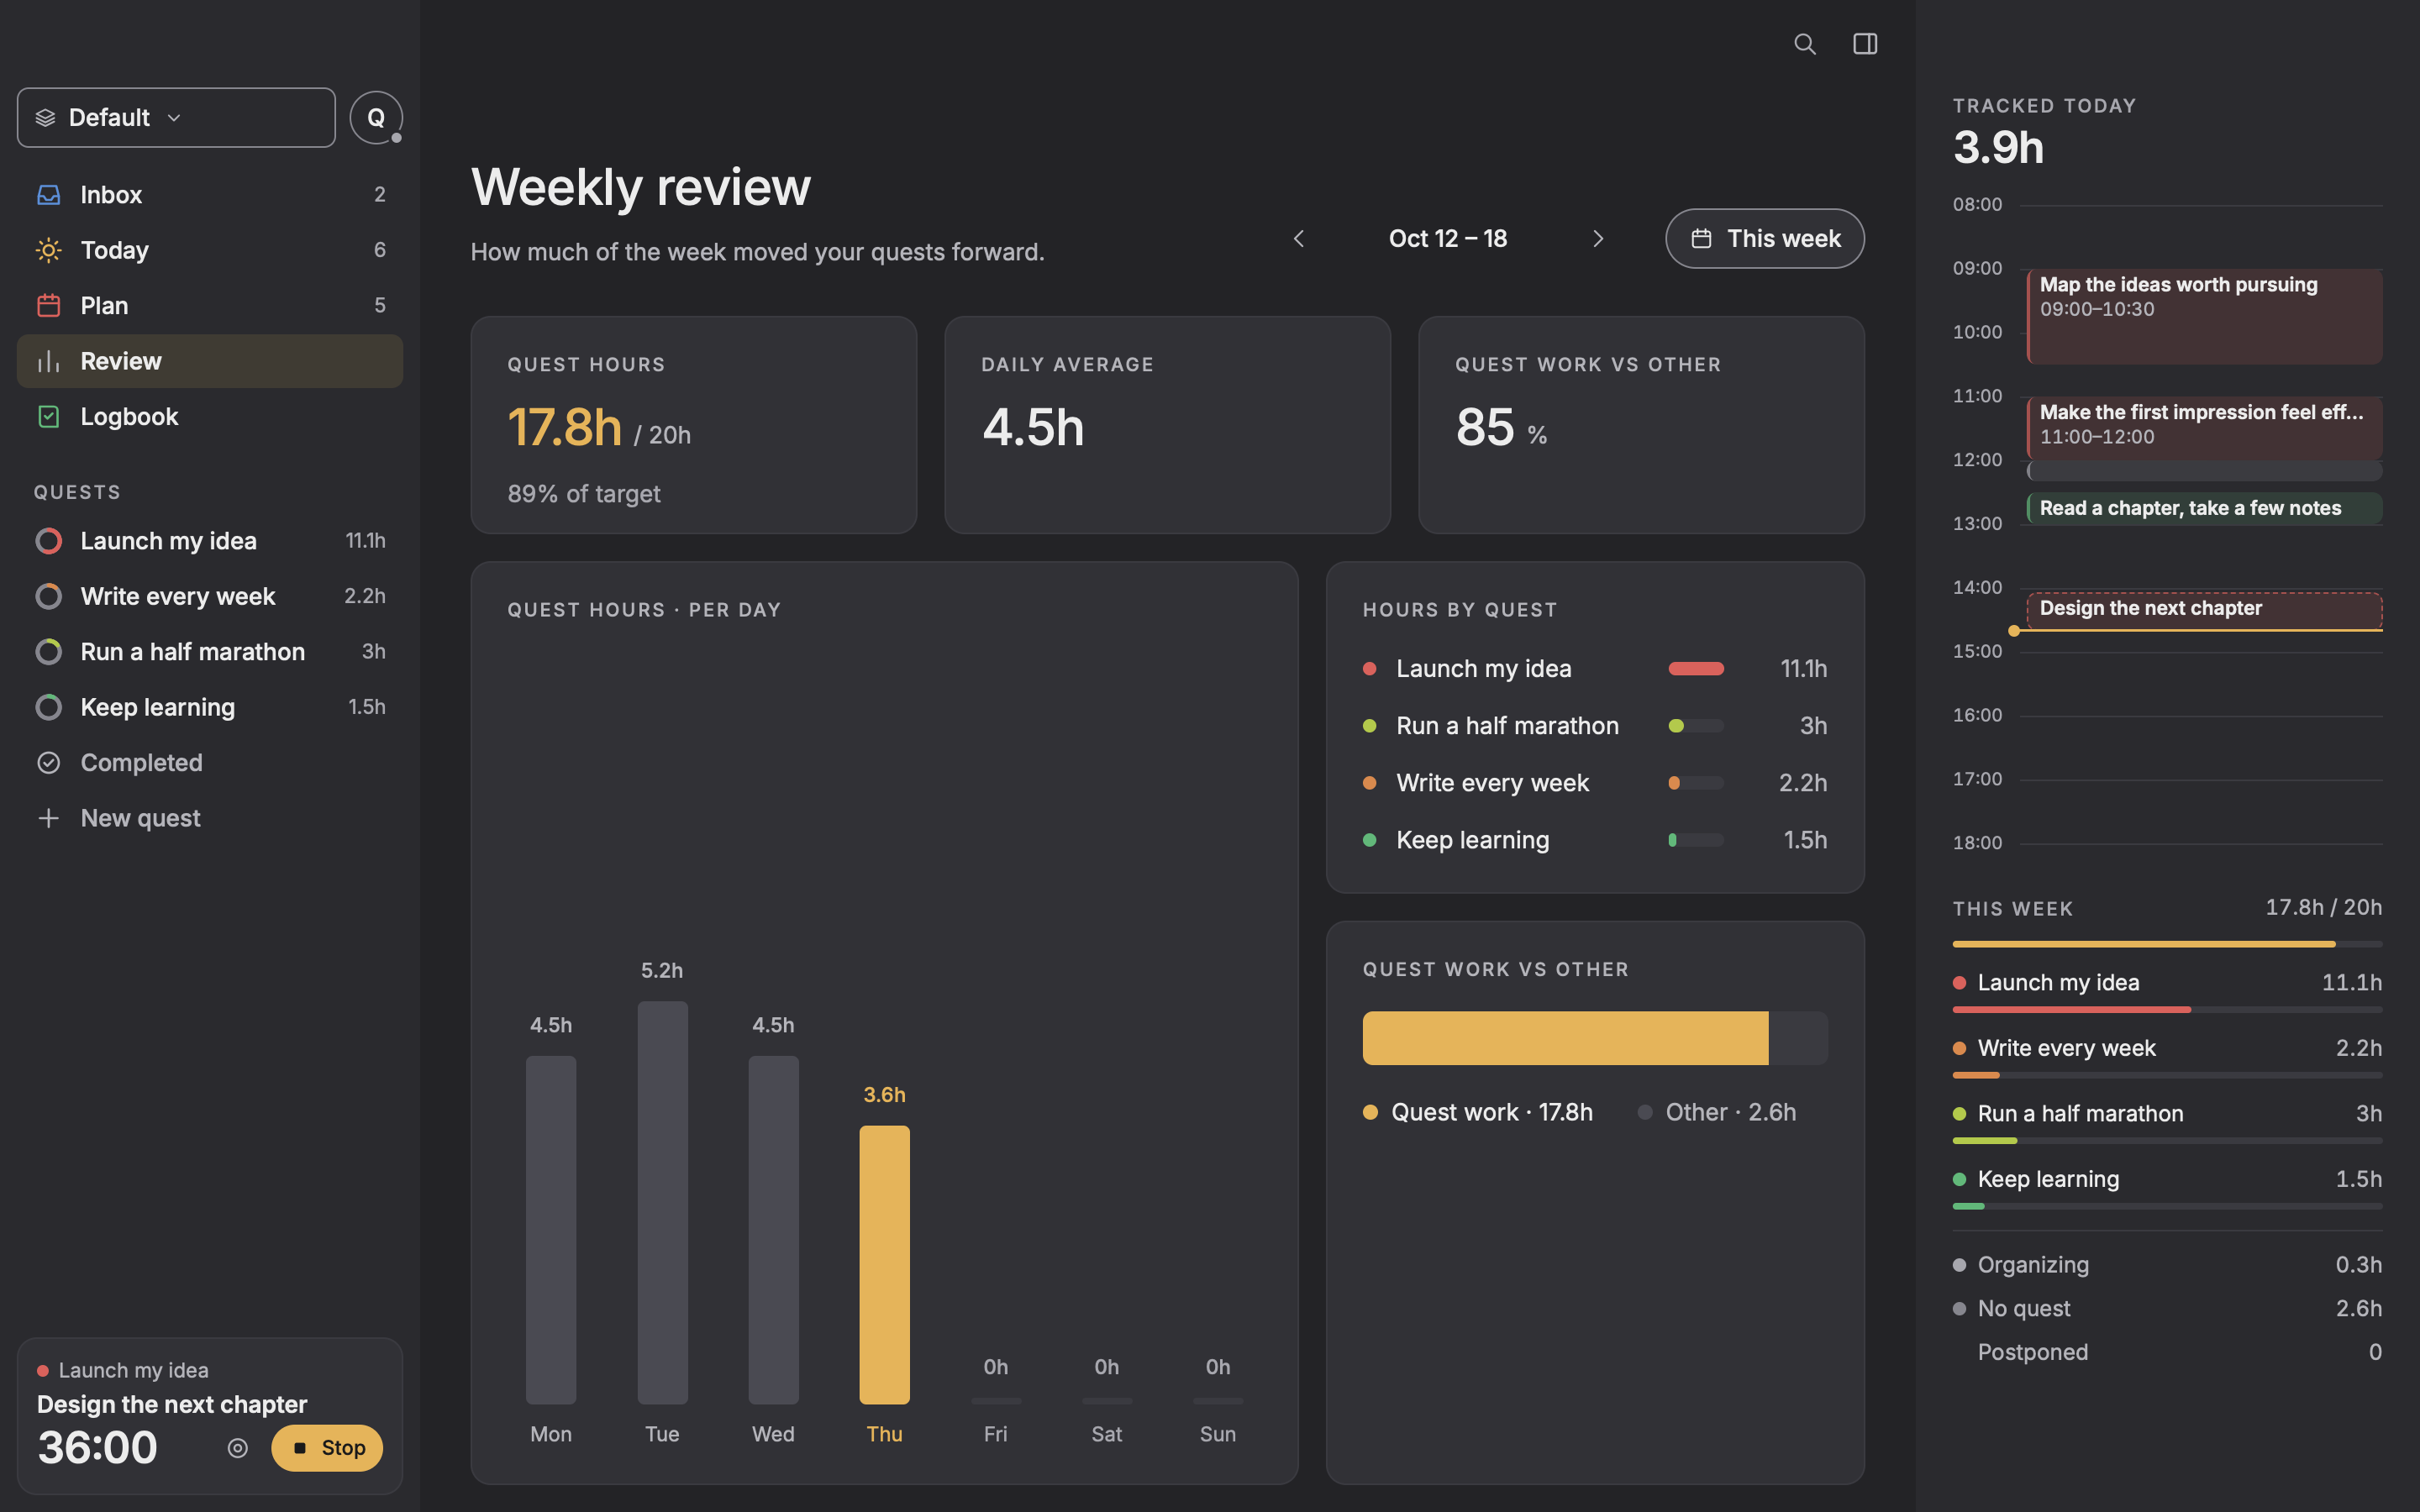 Default
Q
Inbox 2
Today 6
Plan 5
Review
Logbook
QUESTS
Launch my idea 11.1h
Write every week 2.2h
Run a half marathon 3h
Keep learning 1.5h
Completed
New quest
Launch my idea
Design the next chapter
36:00 Stop
Weekly review
How much of the week moved your quests forward.
Oct 12 – 18
This week
QUEST HOURS
17.8h / 20h
89% of target
DAILY AVERAGE
4.5h
QUEST WORK VS OTHER
85 %
QUEST HOURS · PER DAY
4.5h 5.2h 4.5h 3.6h 0h 0h 0h
Mon Tue Wed Thu Fri Sat Sun
HOURS BY QUEST
Launch my idea 11.1h
Run a half marathon 3h
Write every week 2.2h
Keep learning 1.5h
QUEST WORK VS OTHER
Quest work · 17.8h Other · 2.6h
TRACKED TODAY
3.9h
08:00
09:00
Map the ideas worth pursuing
09:00–10:30
10:00
11:00
Make the first impression feel eff…
11:00–12:00
12:00
Read a chapter, take a few notes
13:00
14:00
Design the next chapter
15:00
16:00
17:00
18:00
THIS WEEK 17.8h / 20h
Launch my idea 11.1h
Write every week 2.2h
Run a half marathon 3h
Keep learning 1.5h
Organizing 0.3h
No quest 2.6h
Postponed 0